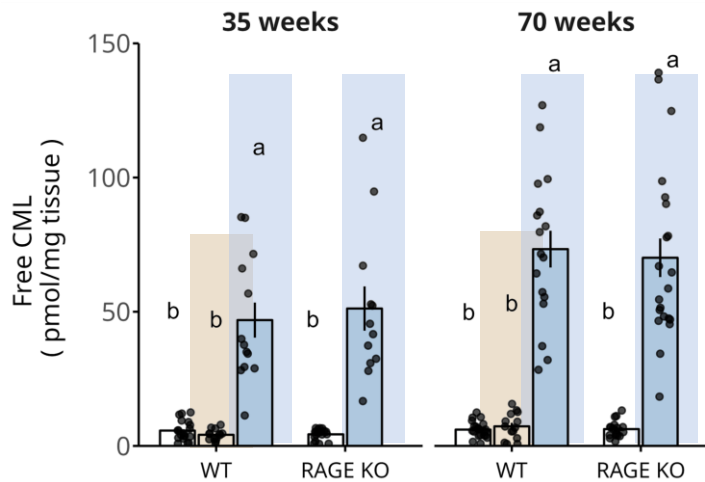 35 weeks
70 weeks
Free CML
( pmol/mg tissue )
150
100
50
0
b
b
a
b
a
b
b
a
b
a
WT
RAGE KO
WT
RAGE KO